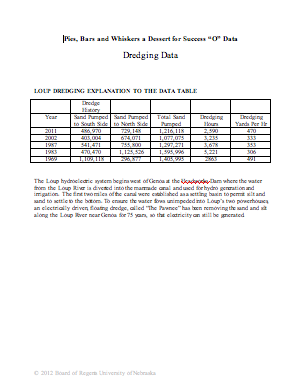 Pies, Bars and Whiskers a Dessert for Success "O" Data
Dredging Data
LOUP DREDGING EXPLANATION TO THE DATA TABLE
Dredge History
Year Sand Pumped to South Side Sand Pumped to North Side Total Sand Pumped Dredging Hours Dredging Yards Per Hr
2011 486,970 729,148 1,216,118 2,590 470
2002 403,004 674,071 1,077,075 3,235 333
1987 541,471 755,800 1,297,271 3,678 353
1983 470,470 1,125,526 1,595,996 5,221 306
1969 1,109,118 296,877 1,405,995 2863 491
The Loup hydroelectric system begins west of Genoa at the Headworks Dam where the water
from the Loup River is diverted into the manmade canal and used for hydro generation and
irrigation. The first two miles of the canal were established as a settling basin to permit silt and
sand to settle to the bottom. To ensure the water flows unimpeded into Loup's two powerhouses,
an electrically driven, floating dredge, called "The Pawnee" has been removing the sand and silt
along the Loup River near Genoa for 75 years, so that electricity can still be generated
© 2012 Board of Regents University of Nebraska